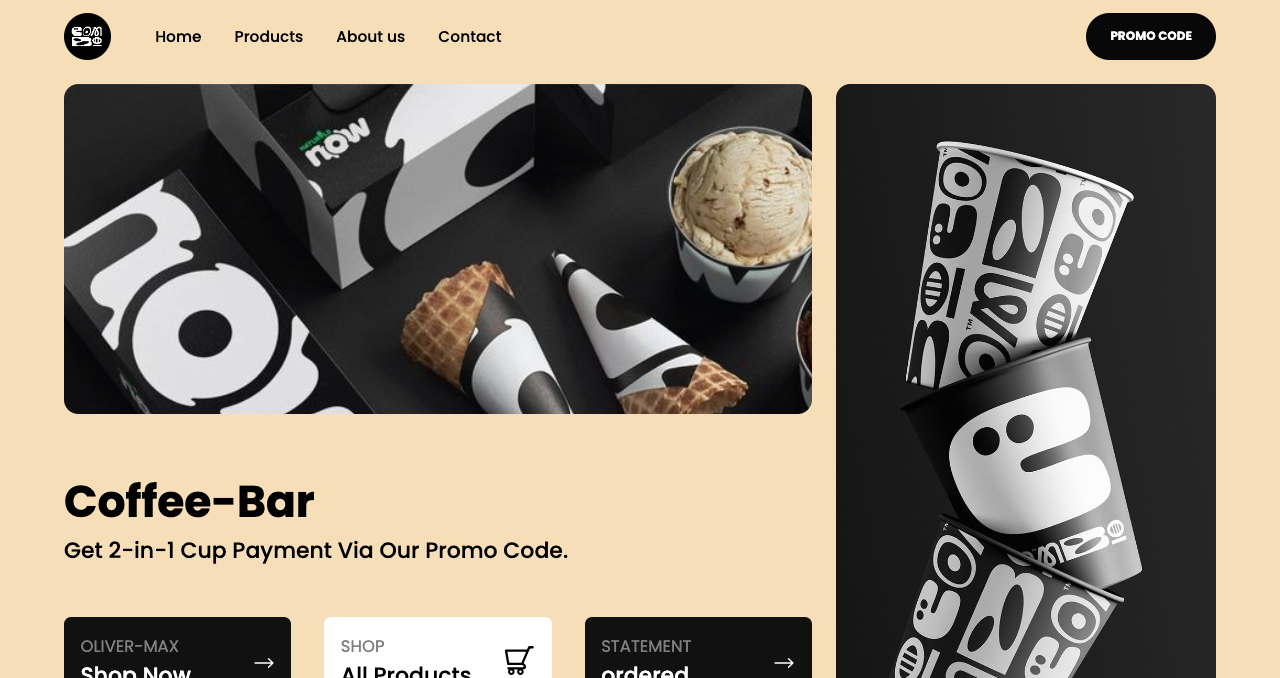 Home Products About us Contact
PROMO CODE
NATURALS
now
Coffee-Bar
Get 2-in-1 Cup Payment Via Our Promo Code.
OLIVER-MAX
Shop Now
SHOP
All Products
STATEMENT
ordered